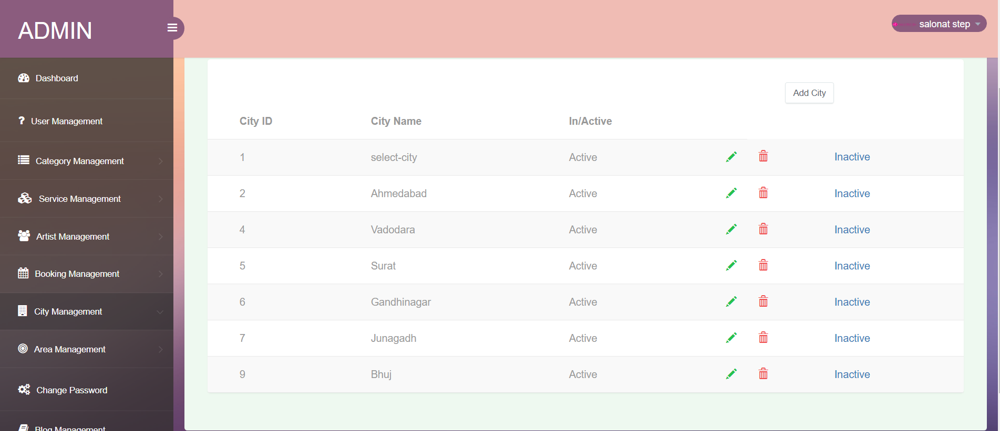 ADMIN
salonat step
Dashboard
User Management
Category Management
Service Management
Artist Management
Booking Management
City Management
Area Management
Change Password
Blog Management
Add City
City ID City Name In/Active
1 select-city Active Inactive
2 Ahmedabad Active Inactive
4 Vadodara Active Inactive
5 Surat Active Inactive
6 Gandhinagar Active Inactive
7 Junagadh Active Inactive
9 Bhuj Active Inactive